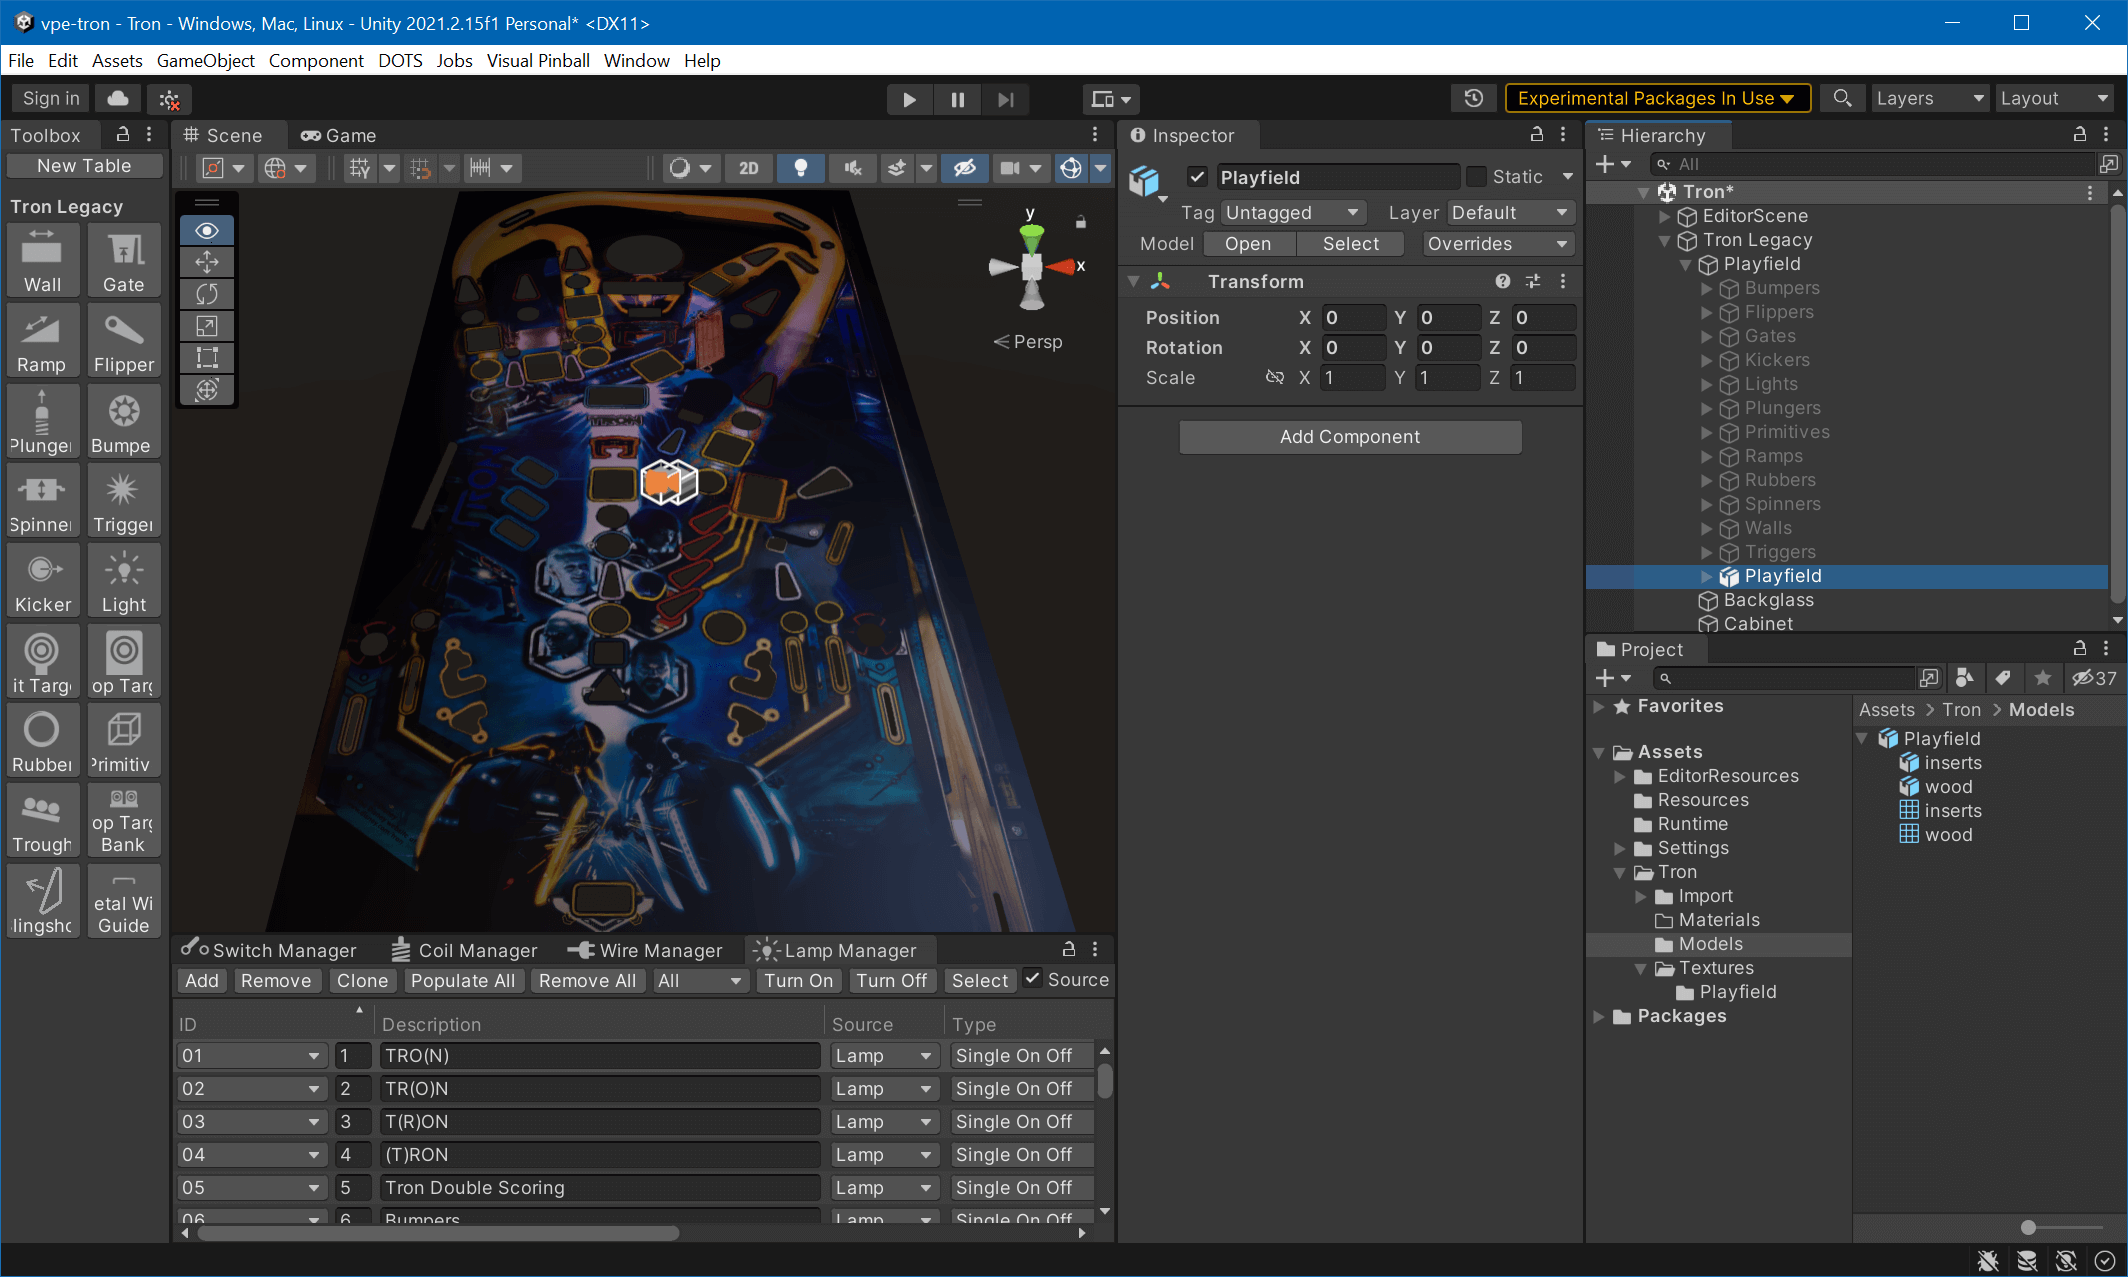 vpe-tron - Tron - Windows, Mac, Linux - Unity 2021.2.15f1 Personal* <DX11>
File Edit Assets GameObject Component DOTS Jobs Visual Pinball Window Help
Sign in
Experimental Packages In Use
Layers
Layout
Toolbox
New Table
Tron Legacy
Wall
Gate
Ramp
Flipper
Plunger
Bumpe
Spinner
Trigger
Kicker
Light
it Targ
op Targ
Rubber
Primitiv
Trough
op Targ
Bank
lingsho
etal Wi
Guide
Scene
Game
2D
y
x
Persp
TRON
Switch Manager
Coil Manager
Wire Manager
Lamp Manager
Add Remove Clone Populate All Remove All All Turn On Turn Off Select Source
ID Description Source Type
01 1 TRO(N) Lamp Single On Off
02 2 TR(O)N Lamp Single On Off
03 3 T(R)ON Lamp Single On Off
04 4 (T)RON Lamp Single On Off
05 5 Tron Double Scoring Lamp Single On Off
06 6 Bumpers Lamp Single On Off
Inspector
Playfield Static
Tag Untagged Layer Default
Model Open Select Overrides
Transform
Position X 0 Y 0 Z 0
Rotation X 0 Y 0 Z 0
Scale X 1 Y 1 Z 1
Add Component
Hierarchy
All
Tron*
EditorScene
Tron Legacy
Playfield
Bumpers
Flippers
Gates
Kickers
Lights
Plungers
Primitives
Ramps
Rubbers
Spinners
Walls
Triggers
Playfield
Backglass
Cabinet
Project
37
Favorites
Assets
EditorResources
Resources
Runtime
Settings
Tron
Import
Materials
Models
Textures
Playfield
Packages
Assets > Tron > Models
Playfield
inserts
wood
inserts
wood